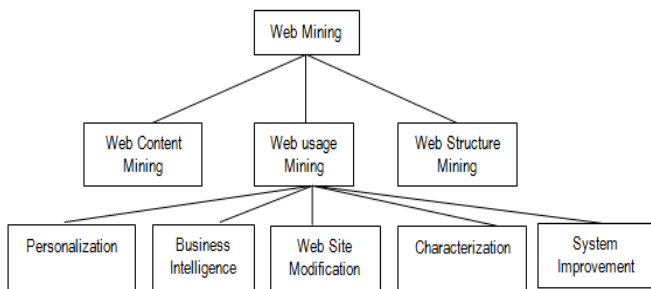 Web Mining
Web Content
Mining
Web usage
Mining
Web Structure
Mining
Personalization
Business
Intelligence
Web Site
Modification
Characterization
System
Improvement